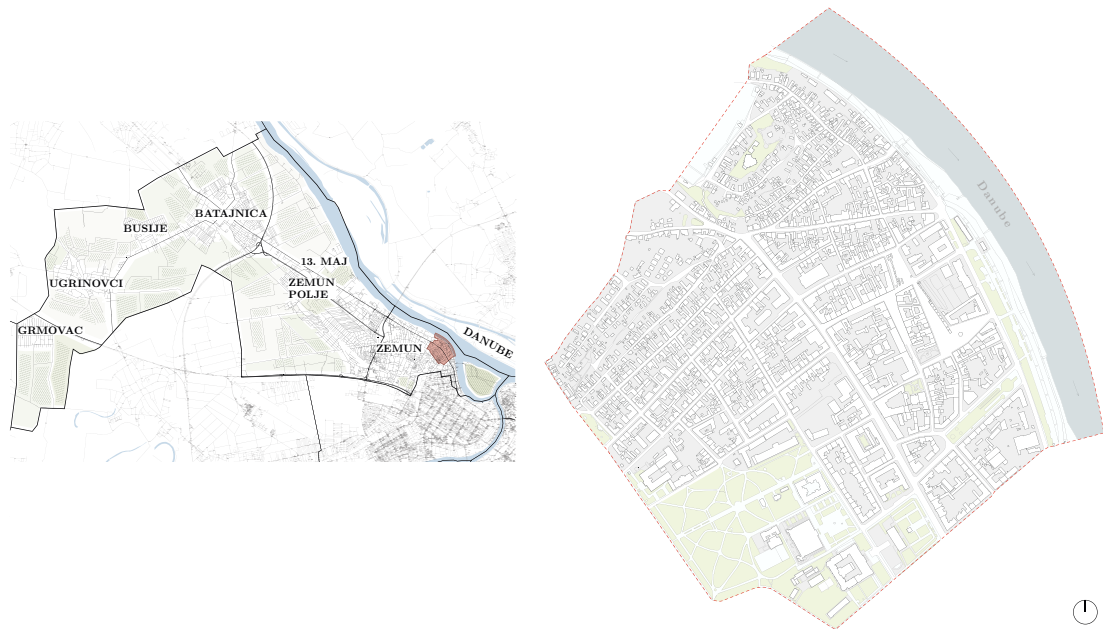 BATAJNICA
BUSIJE
13. MAJ
UGRINOVCI
ZEMUN
POLJE
GRMOVAC
ZEMUN
DANUBE
Danube